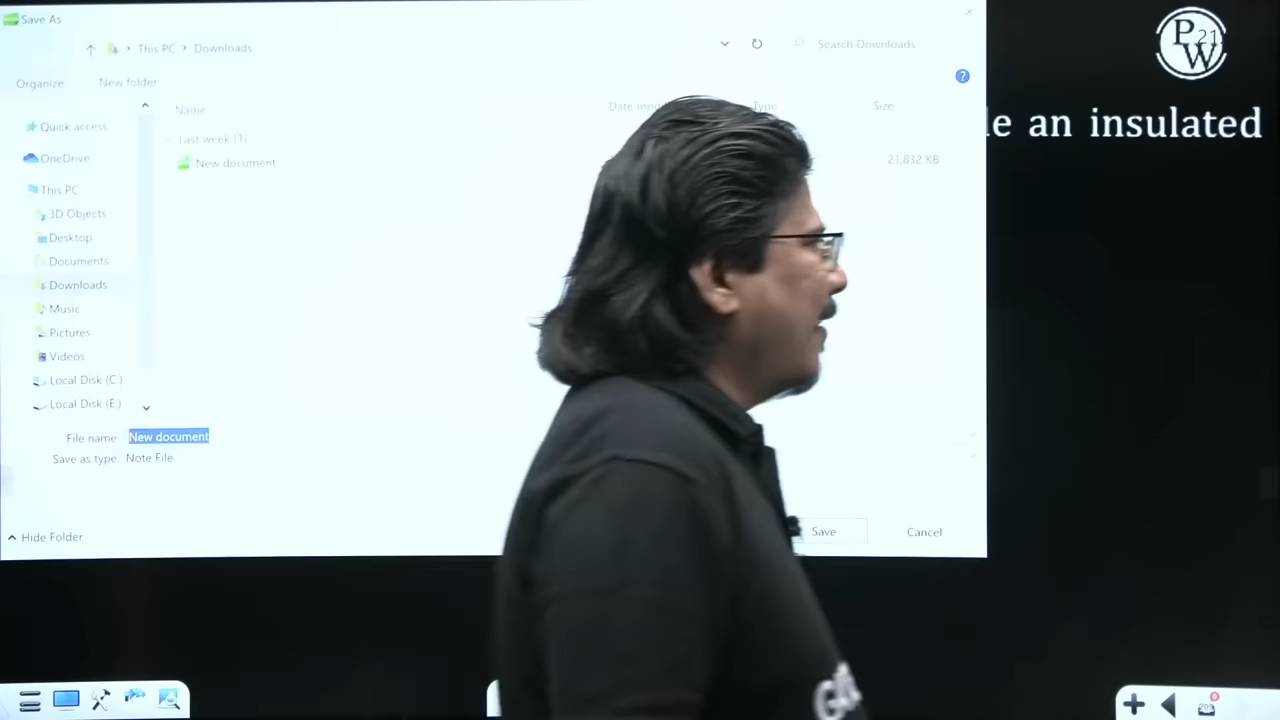 Save As
This PC > Downloads
Search Downloads
Organize New folder
?
Name Type Size
Last week (1)
New document 21,832 KB
Quick access
OneDrive
This PC
3D Objects
Desktop
Documents
Downloads
Music
Pictures
Videos
Local Disk (C:)
Local Disk (E:)
File name: New document
Save as type: Note File
Hide Folder
Save Cancel
PW 21
an insulated